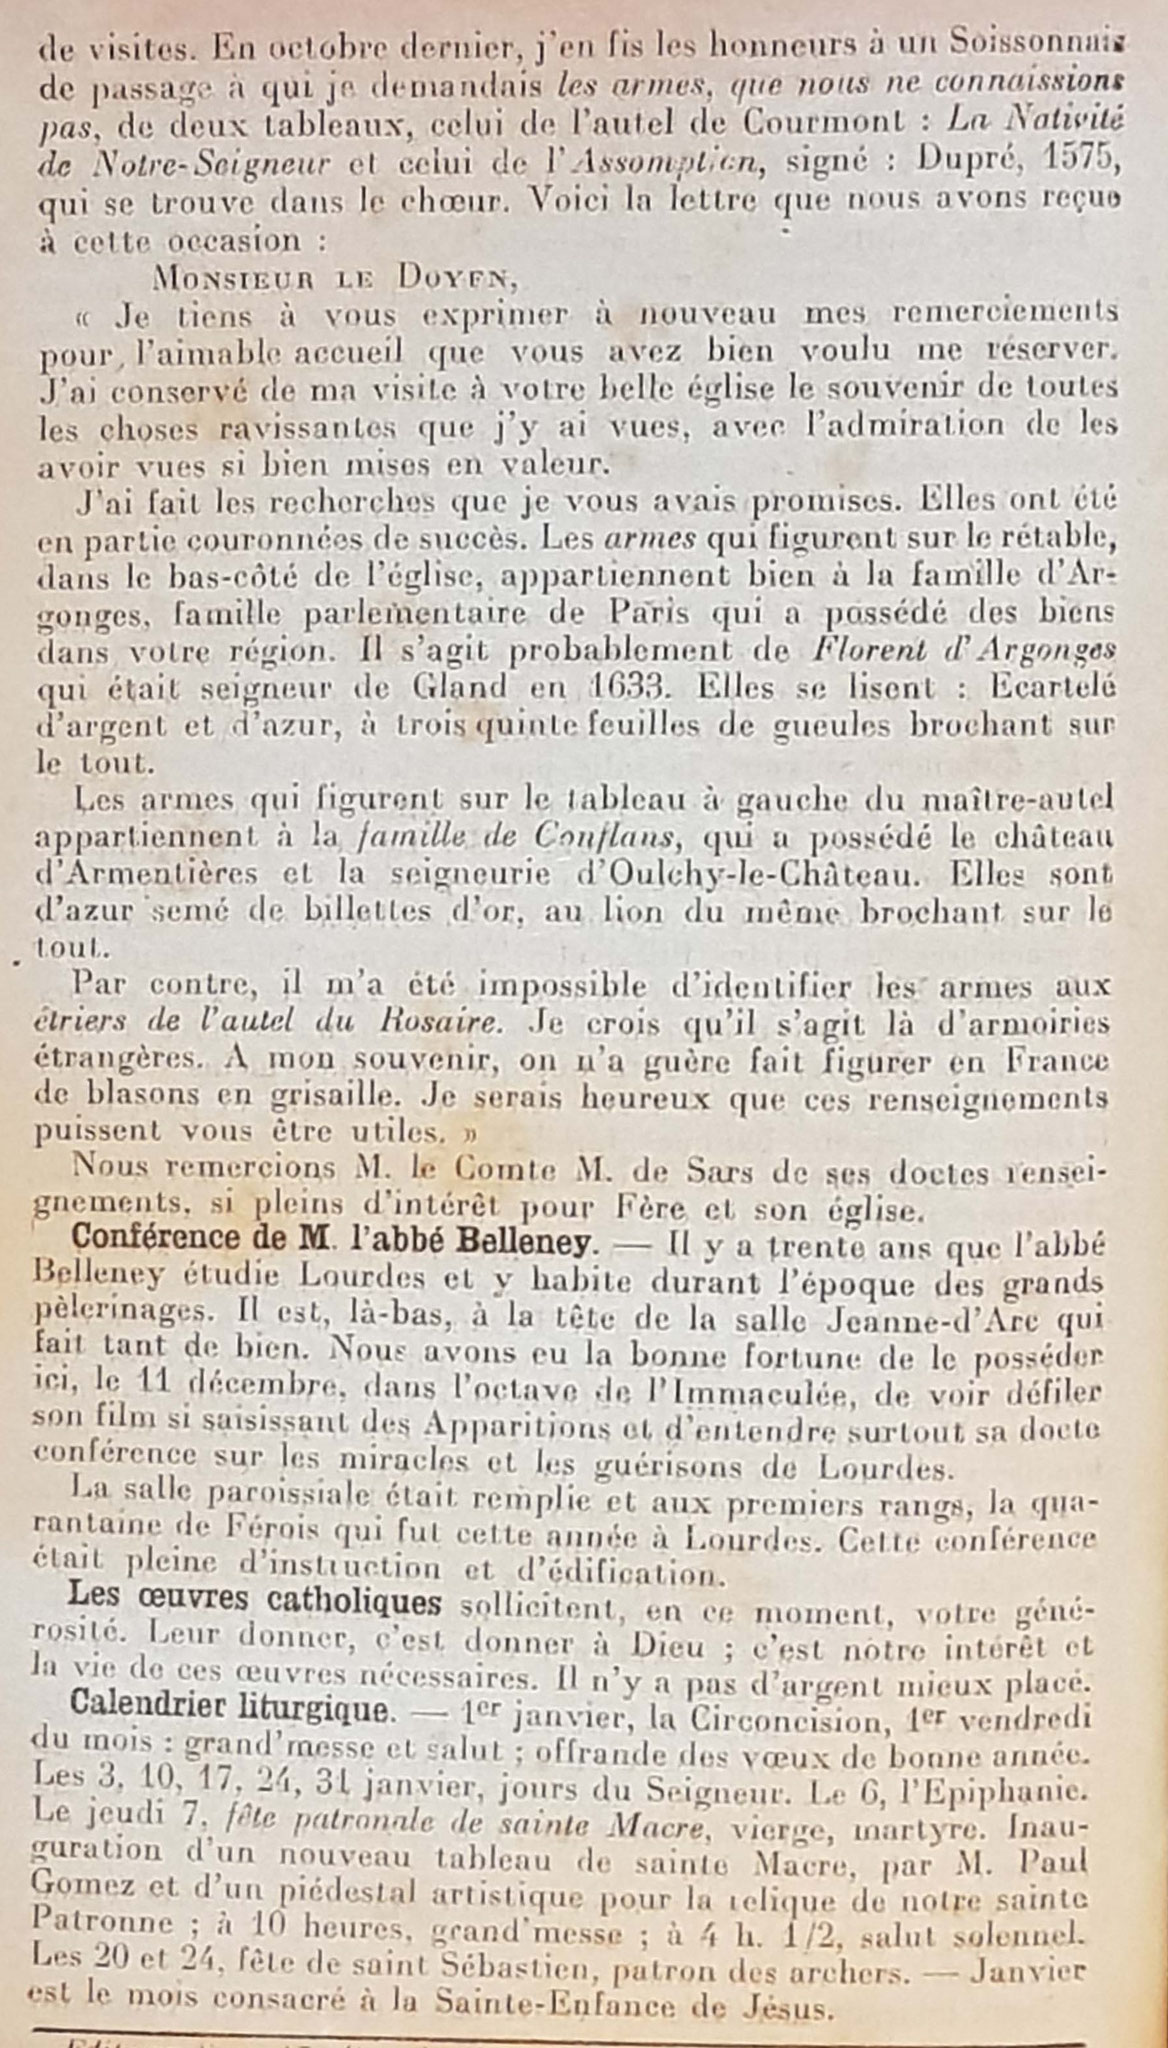 de visites. En octobre dernier, j'en fis les honneurs à un Soissonnais
de passage à qui je demandais les armes, que nous ne connaissions
pas, de deux tableaux, celui de l'autel de Courmont : La Nativité
de Notre-Seigneur et celui de l'Assomption, signé : Dupré, 1575,
qui se trouve dans le chœur. Voici la lettre que nous avons reçue
à cette occasion :
MONSIEUR LE DOYEN,
« Je tiens à vous exprimer à nouveau mes remerciements
pour l'aimable accueil que vous avez bien voulu me réserver.
J'ai conservé de ma visite à votre belle église le souvenir de toutes
les choses ravissantes que j'y ai vues, avec l'admiration de les
avoir vues si bien mises en valeur.
J'ai fait les recherches que je vous avais promises. Elles ont été
en partie couronnées de succès. Les armes qui figurent sur le rétable,
dans le bas-côté de l'église, appartiennent bien à la famille d'Ar-
gonges, famille parlementaire de Paris qui a possédé des biens
dans votre région. Il s'agit probablement de Florent d'Argonges
qui était seigneur de Gland en 1633. Elles se lisent : Ecartelé
d'argent et d'azur, à trois quinte feuilles de gueules brochant sur
le tout.
Les armes qui figurent sur le tableau à gauche du maître-autel
appartiennent à la famille de Conflans, qui a possédé le château
d'Armentières et la seigneurie d'Oulchy-le-Château. Elles sont
d'azur semé de billettes d'or, au lion du même brochant sur le
tout.
Par contre, il m'a été impossible d'identifier les armes aux
étriers de l'autel du Rosaire. Je crois qu'il s'agit là d'armoiries
étrangères. A mon souvenir, on n'a guère fait figurer en France
de blasons en grisaille. Je serais heureux que ces renseignements
puissent vous être utiles. »
Nous remercions M. le Comte M. de Sars de ses doctes rensei-
gnements, si pleins d'intérêt pour Fère et son église.
Conférence de M. l'abbé Belleney. — Il y a trente ans que l'abbé
Belleney étudie Lourdes et y habite durant l'époque des grands
pèlerinages. Il est, là-bas, à la tête de la salle Jeanne-d'Arc qui
fait tant de bien. Nous avons eu la bonne fortune de le posséder
ici, le 11 décembre, dans l'octave de l'Immaculée, de voir défiler
son film si saisissant des Apparitions et d'entendre surtout sa docte
conférence sur les miracles et les guérisons de Lourdes.
La salle paroissiale était remplie et aux premiers rangs, la qua-
rantaine de Férois qui fut cette année à Lourdes. Cette conférence
était pleine d'instruction et d'édification.
Les œuvres catholiques sollicitent, en ce moment, votre géné-
rosité. Leur donner, c'est donner à Dieu ; c'est notre intérêt et
la vie de ces œuvres nécessaires. Il n'y a pas d'argent mieux placé.
Calendrier liturgique. — 1er janvier, la Circoncision, 1er vendredi
du mois : grand'messe et salut ; offrande des vœux de bonne année.
Les 3, 10, 17, 24, 31 janvier, jours du Seigneur. Le 6, l'Epiphanie.
Le jeudi 7, fête patronale de sainte Macre, vierge, martyre. Inau-
guration d'un nouveau tableau de sainte Macre, par M. Paul
Gomez et d'un piédestal artistique pour la relique de notre sainte
Patronne ; à 10 heures, grand'messe ; à 4 h. 1/2, salut solennel.
Les 20 et 24, fête de saint Sébastien, patron des archers. — Janvier
est le mois consacré à la Sainte-Enfance de Jésus.